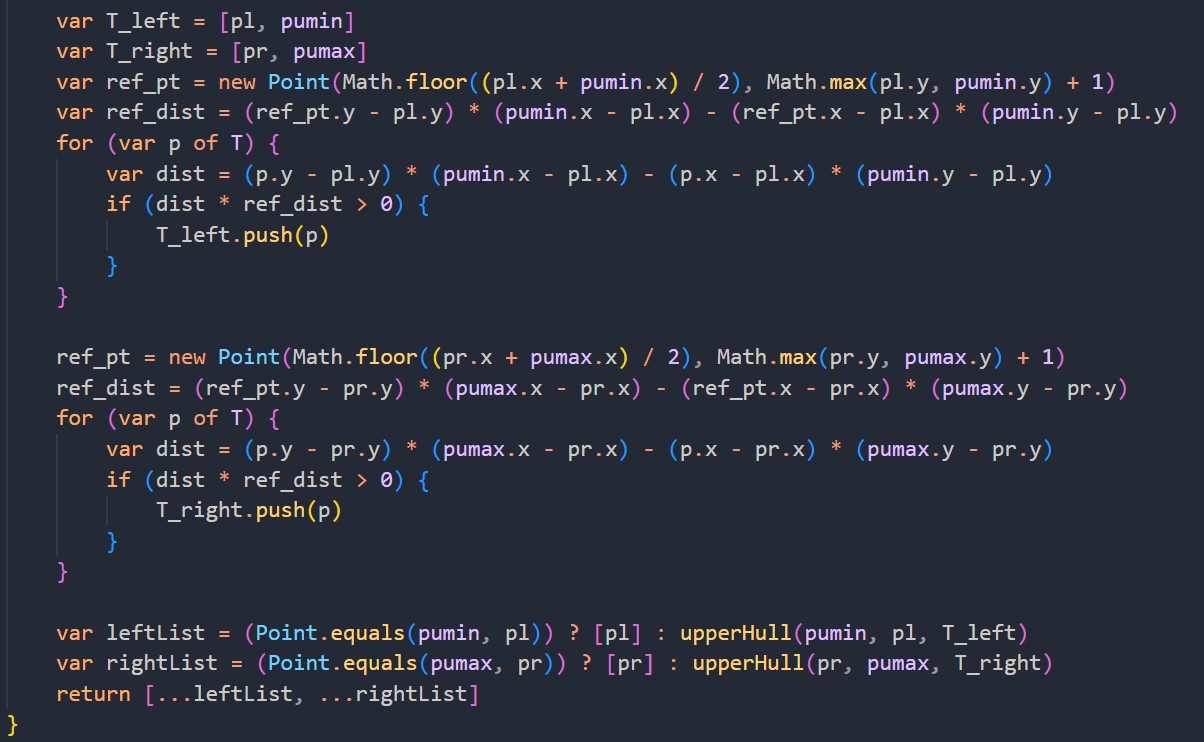 var T_left = [pl, pumin]
var T_right = [pr, pumax]
var ref_pt = new Point(Math.floor((pl.x + pumin.x) / 2), Math.max(pl.y, pumin.y) + 1)
var ref_dist = (ref_pt.y - pl.y) * (pumin.x - pl.x) - (ref_pt.x - pl.x) * (pumin.y - pl.y)
for (var p of T) {
    var dist = (p.y - pl.y) * (pumin.x - pl.x) - (p.x - pl.x) * (pumin.y - pl.y)
    if (dist * ref_dist > 0) {
        T_left.push(p)
    }
}

ref_pt = new Point(Math.floor((pr.x + pumax.x) / 2), Math.max(pr.y, pumax.y) + 1)
ref_dist = (ref_pt.y - pr.y) * (pumax.x - pr.x) - (ref_pt.x - pr.x) * (pumax.y - pr.y)
for (var p of T) {
    var dist = (p.y - pr.y) * (pumax.x - pr.x) - (p.x - pr.x) * (pumax.y - pr.y)
    if (dist * ref_dist > 0) {
        T_right.push(p)
    }
}

var leftList = (Point.equals(pumin, pl)) ? [pl] : upperHull(pumin, pl, T_left)
var rightList = (Point.equals(pumax, pr)) ? [pr] : upperHull(pr, pumax, T_right)
return [...leftList, ...rightList]
}